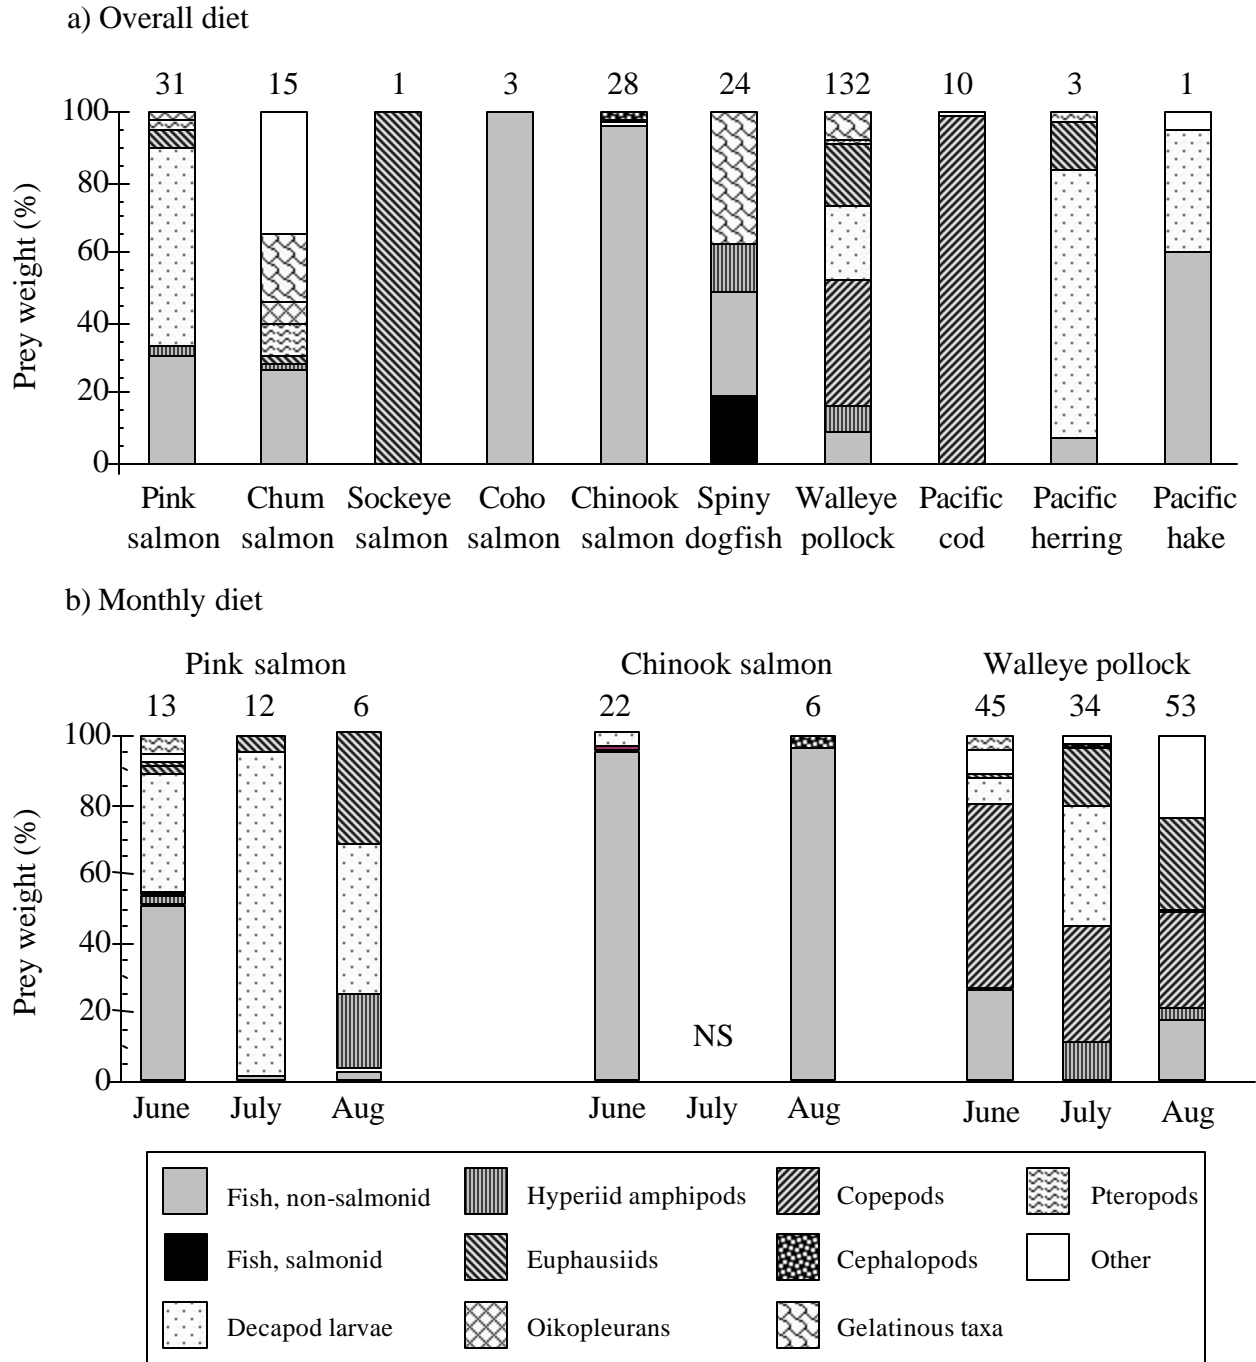 a) Overall diet
31 15 1 3 28 24 132 10 3 1
100
80
60
40
20
0
Prey weight (%)
Pink Chum Sockeye Coho Chinook Spiny Walleye Pacific Pacific Pacific
salmon salmon salmon salmon salmon dogfish pollock cod herring hake
b) Monthly diet
Pink salmon Chinook salmon Walleye pollock
13 12 6 22 6 45 34 53
100
80
60
40
20
0
Prey weight (%)
NS
June July Aug June July Aug June July Aug
Fish, non-salmonid Hyperiid amphipods Copepods Pteropods
Fish, salmonid Euphausiids Cephalopods Other
Decapod larvae Oikopleurans Gelatinous taxa